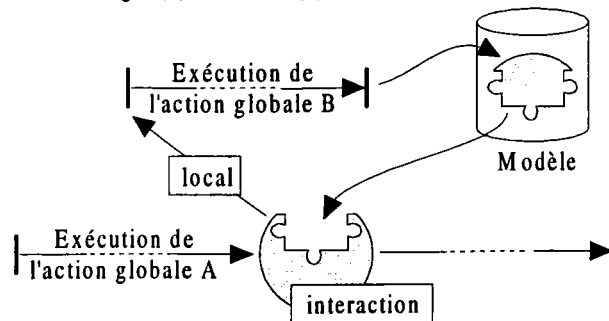 Exécution de
l'action globale B
Modèle
local
Exécution de
l'action globale A
interaction